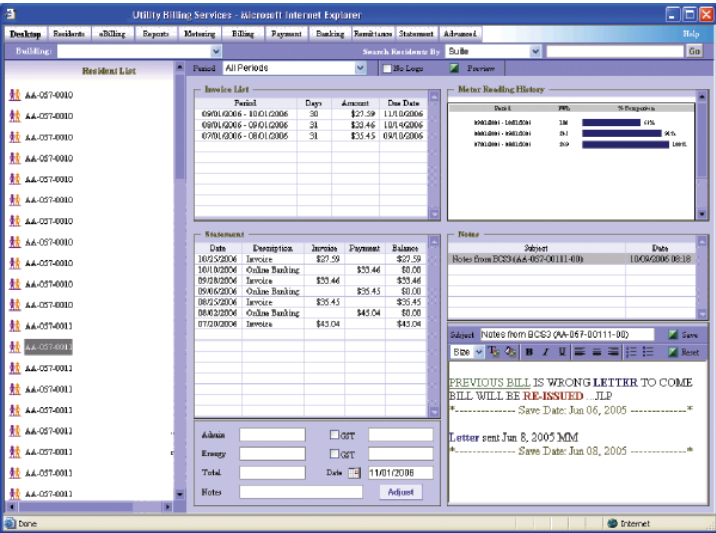 Utility Billing Services - Microsoft Internet Explorer
Desktop Residents eBilling Reports Metering Billing Payment Banking Remittance Statement Advanced Help
Building: Search Residents By Suite Go
Resident List
AA-057-0010
AA-057-0010
AA-057-0010
AA-057-0010
AA-057-0010
AA-057-0010
AA-057-0010
AA-057-0010
AA-057-0010
AA-057-0010
AA-057-0010
AA-057-0011
AA-057-0011
AA-057-0011
AA-057-0011
AA-057-0011
AA-057-0011
AA-057-0011
AA-057-0011
AA-057-0011
Period All Periods No Logo Preview
Invoice List
Period Days Amount Due Date
09/01/2006 - 10/01/2006 30 $27.59 11/10/2006
08/01/2006 - 09/01/2006 31 $33.46 10/14/2006
07/01/2006 - 08/01/2006 31 $35.45 09/10/2006
Meter Reading History
Period % Comparison
Statement
Date Description Invoice Payment Balance
10/25/2006 Invoice $27.59 $27.59
10/10/2006 Online Banking $33.46 $0.00
09/28/2006 Invoice $33.46 $33.46
09/06/2006 Online Banking $35.45 $0.00
08/25/2006 Invoice $35.45 $35.45
08/02/2006 Online Banking $45.04 $0.00
07/20/2006 Invoice $45.04 $45.04
Admin GST
Energy GST
Total Date 11/01/2006
Notes Adjust
Notes
Subject Date
Notes from BCS3 (AA-057-00111-00) 10/09/2006 08:18
Subject Notes from BCS3 (AA-057-00111-00) Save
Size B I U Reset
PREVIOUS BILL IS WRONG LETTER TO COME
BILL WILL BE RE-ISSUED ...JLP
*-------------- Save Date: Jun 06, 2005 --------------*
Letter sent Jun 8, 2005 MM
*-------------- Save Date: Jun 08, 2005 --------------*
Done Internet